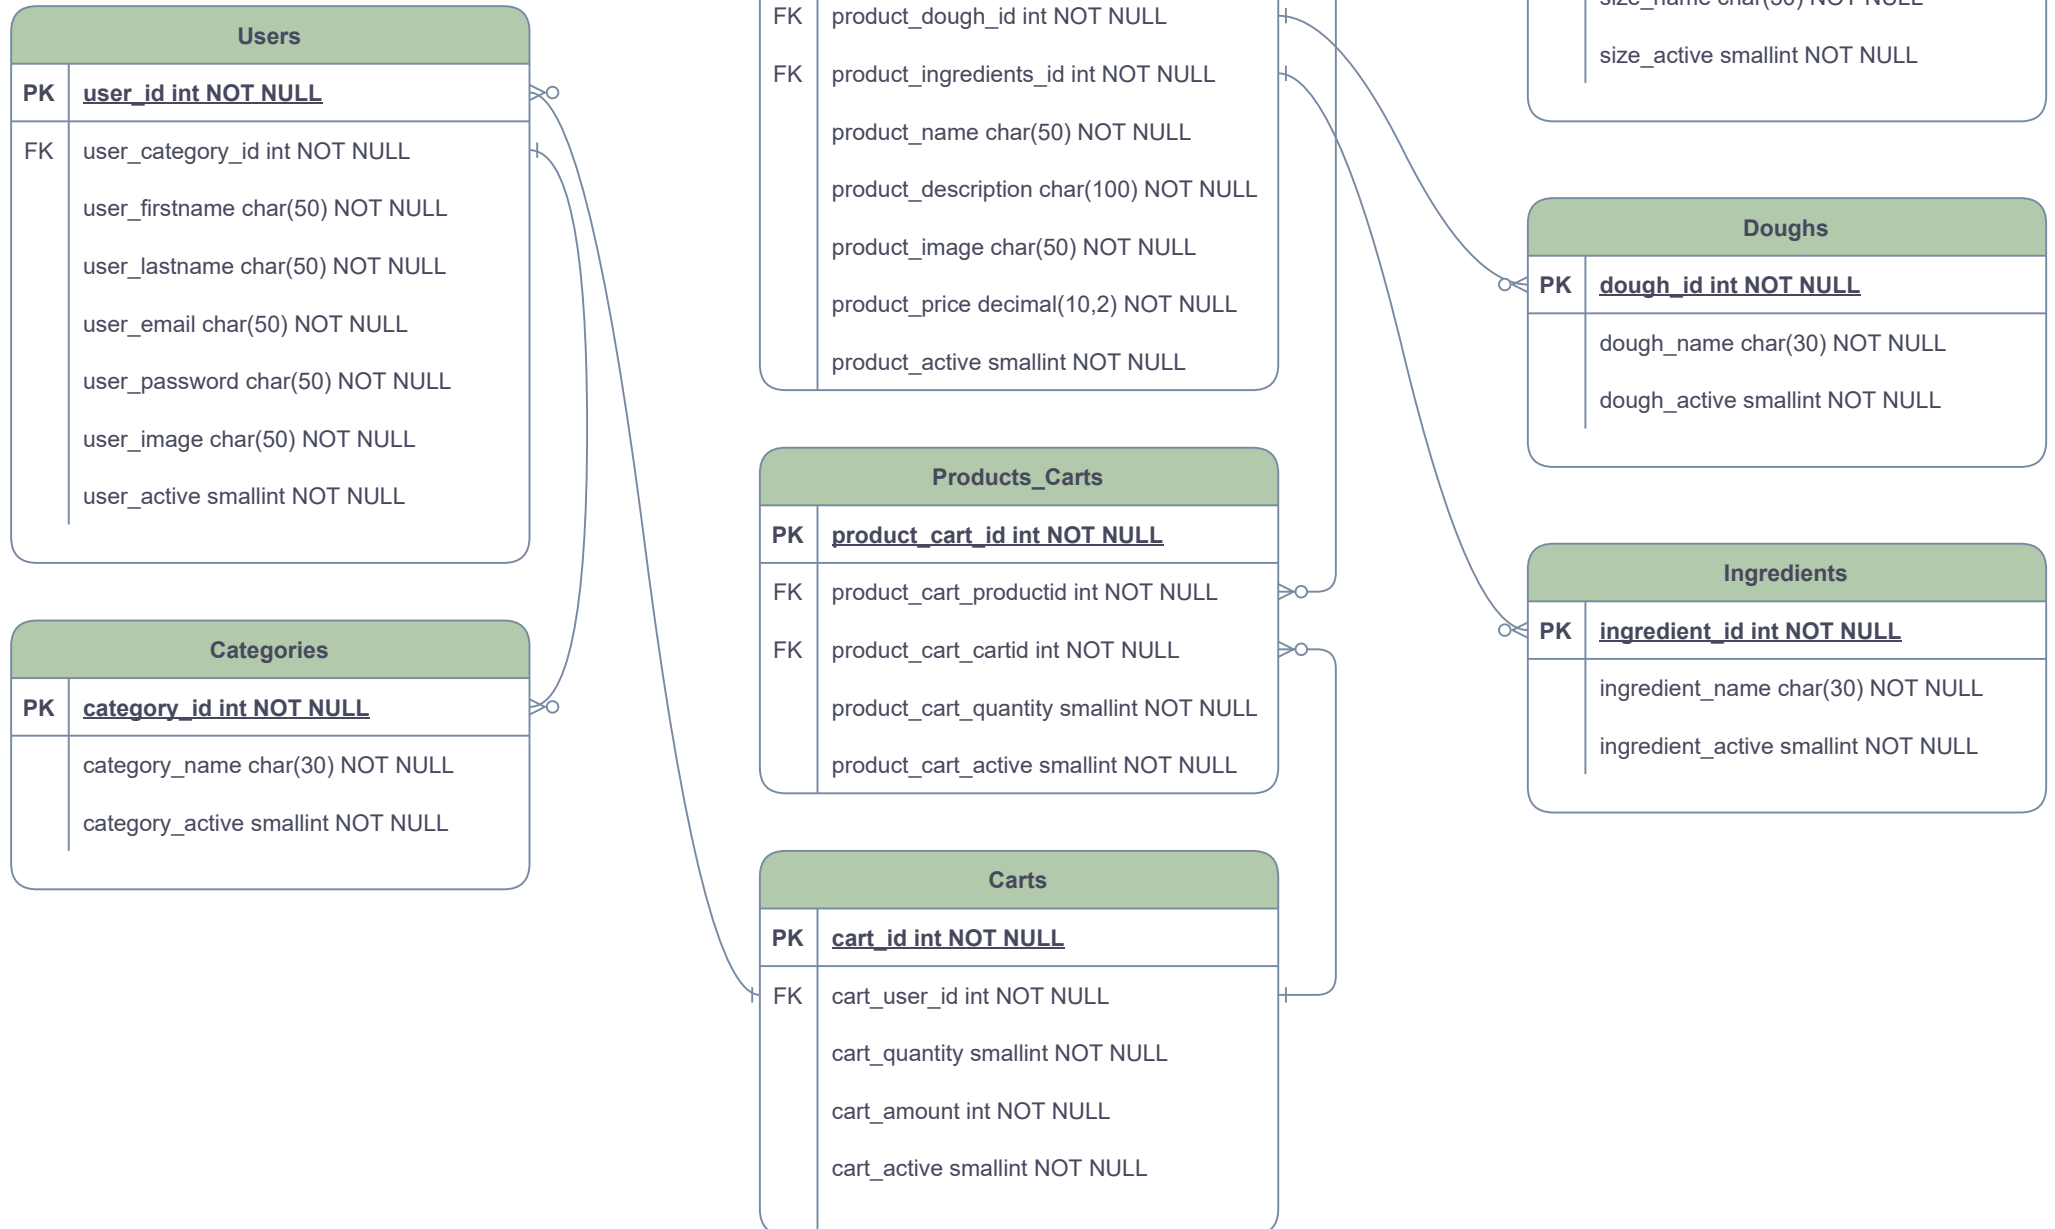 Users
PK user_id int NOT NULL
FK user_category_id int NOT NULL
user_firstname char(50) NOT NULL
user_lastname char(50) NOT NULL
user_email char(50) NOT NULL
user_password char(50) NOT NULL
user_image char(50) NOT NULL
user_active smallint NOT NULL
Categories
PK category_id int NOT NULL
category_name char(30) NOT NULL
category_active smallint NOT NULL
FK product_dough_id int NOT NULL
FK product_ingredients_id int NOT NULL
product_name char(50) NOT NULL
product_description char(100) NOT NULL
product_image char(50) NOT NULL
product_price decimal(10,2) NOT NULL
product_active smallint NOT NULL
Products_Carts
PK product_cart_id int NOT NULL
FK product_cart_productid int NOT NULL
FK product_cart_cartid int NOT NULL
product_cart_quantity smallint NOT NULL
product_cart_active smallint NOT NULL
Carts
PK cart_id int NOT NULL
FK cart_user_id int NOT NULL
cart_quantity smallint NOT NULL
cart_amount int NOT NULL
cart_active smallint NOT NULL
size_name NOT NULL
size_active smallint NOT NULL
Doughs
PK dough_id int NOT NULL
dough_name char(30) NOT NULL
dough_active smallint NOT NULL
Ingredients
PK ingredient_id int NOT NULL
ingredient_name char(30) NOT NULL
ingredient_active smallint NOT NULL